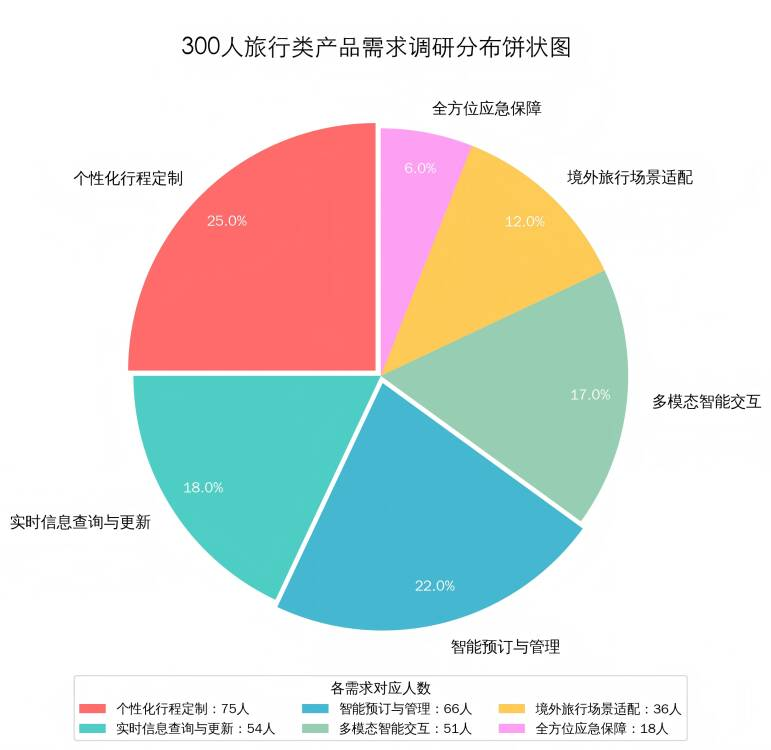 300人旅行类产品需求调研分布饼状图
全方位应急保障
6.0%
境外旅行场景适配
12.0%
个性化行程定制
25.0%
多模态智能交互
17.0%
实时信息查询与更新
18.0%
22.0%
智能预订与管理
各需求对应人数
个性化行程定制：75人
智能预订与管理：66人
境外旅行场景适配：36人
实时信息查询与更新：54人
多模态智能交互：51人
全方位应急保障：18人